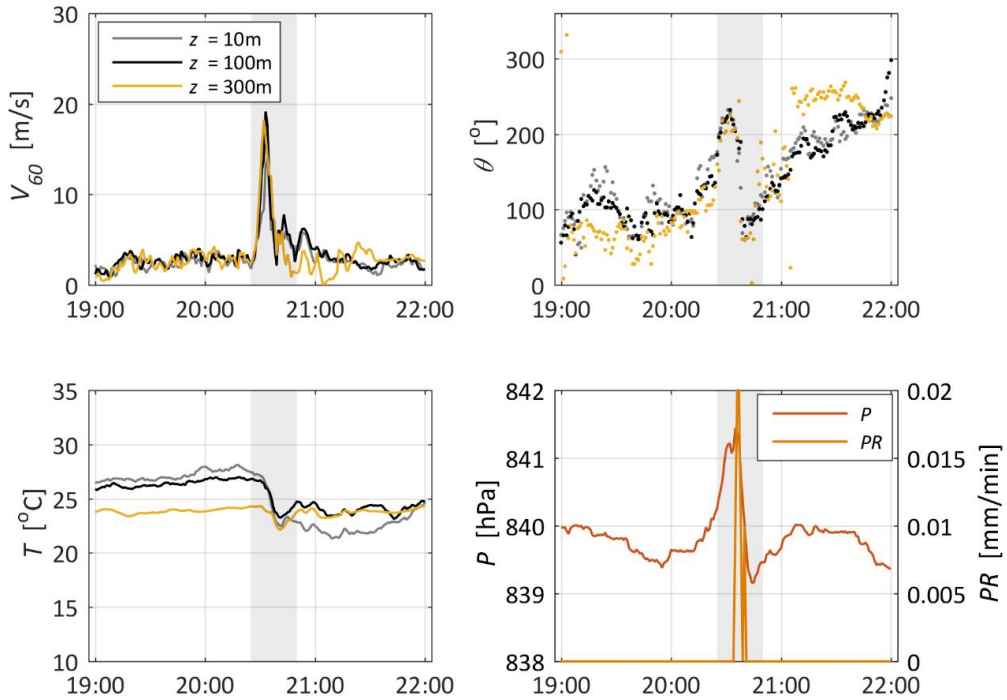 30
20
10
0
V60 [m/s]
z = 10m
z = 100m
z = 300m
19:00 20:00 21:00 22:00
300
200
100
0
θ [o]
19:00 20:00 21:00 22:00
35
30
25
20
15
10
T [oC]
19:00 20:00 21:00 22:00
842
841
840
839
838
P [hPa]
P
PR
0.02
0.015
0.01
0.005
0
PR [mm/min]
19:00 20:00 21:00 22:00